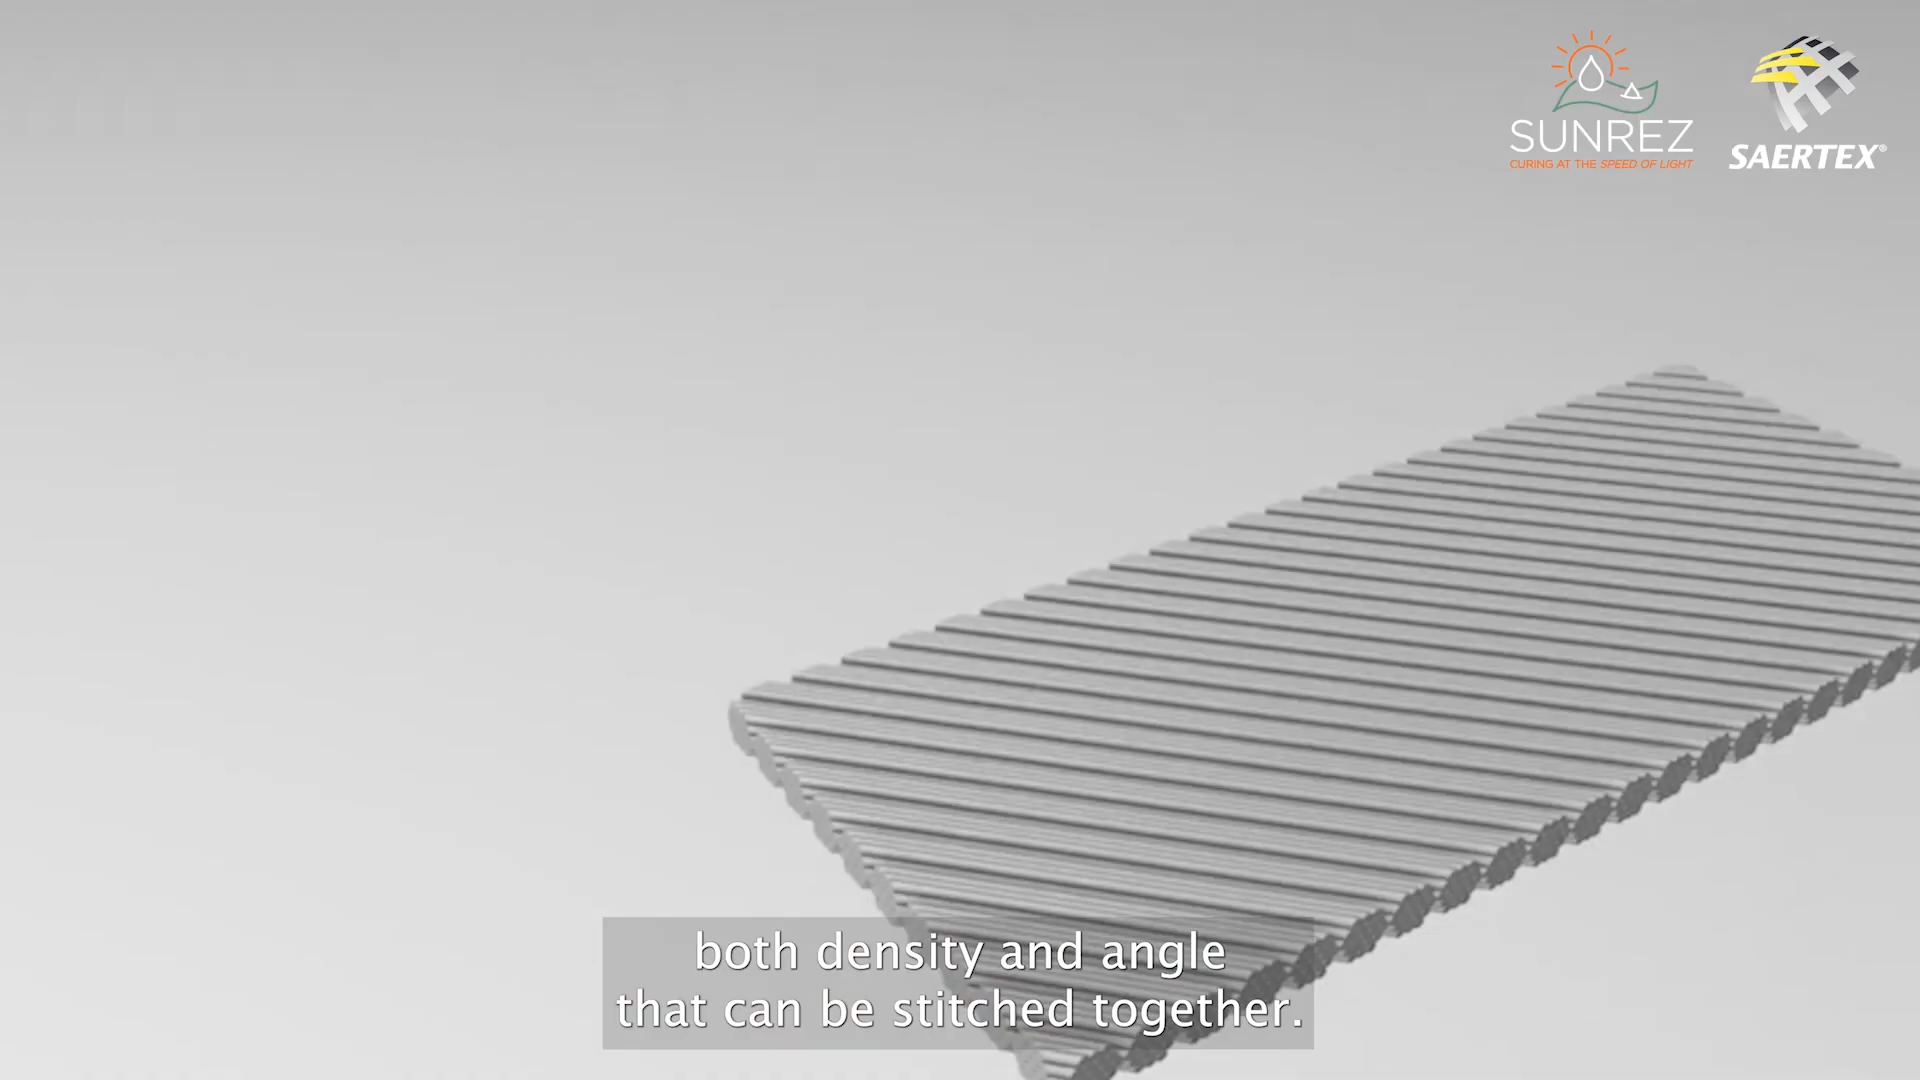 SUNREZ
CURING AT THE SPEED OF LIGHT
SAERTEX®
both density and angle
that can be stitched together.